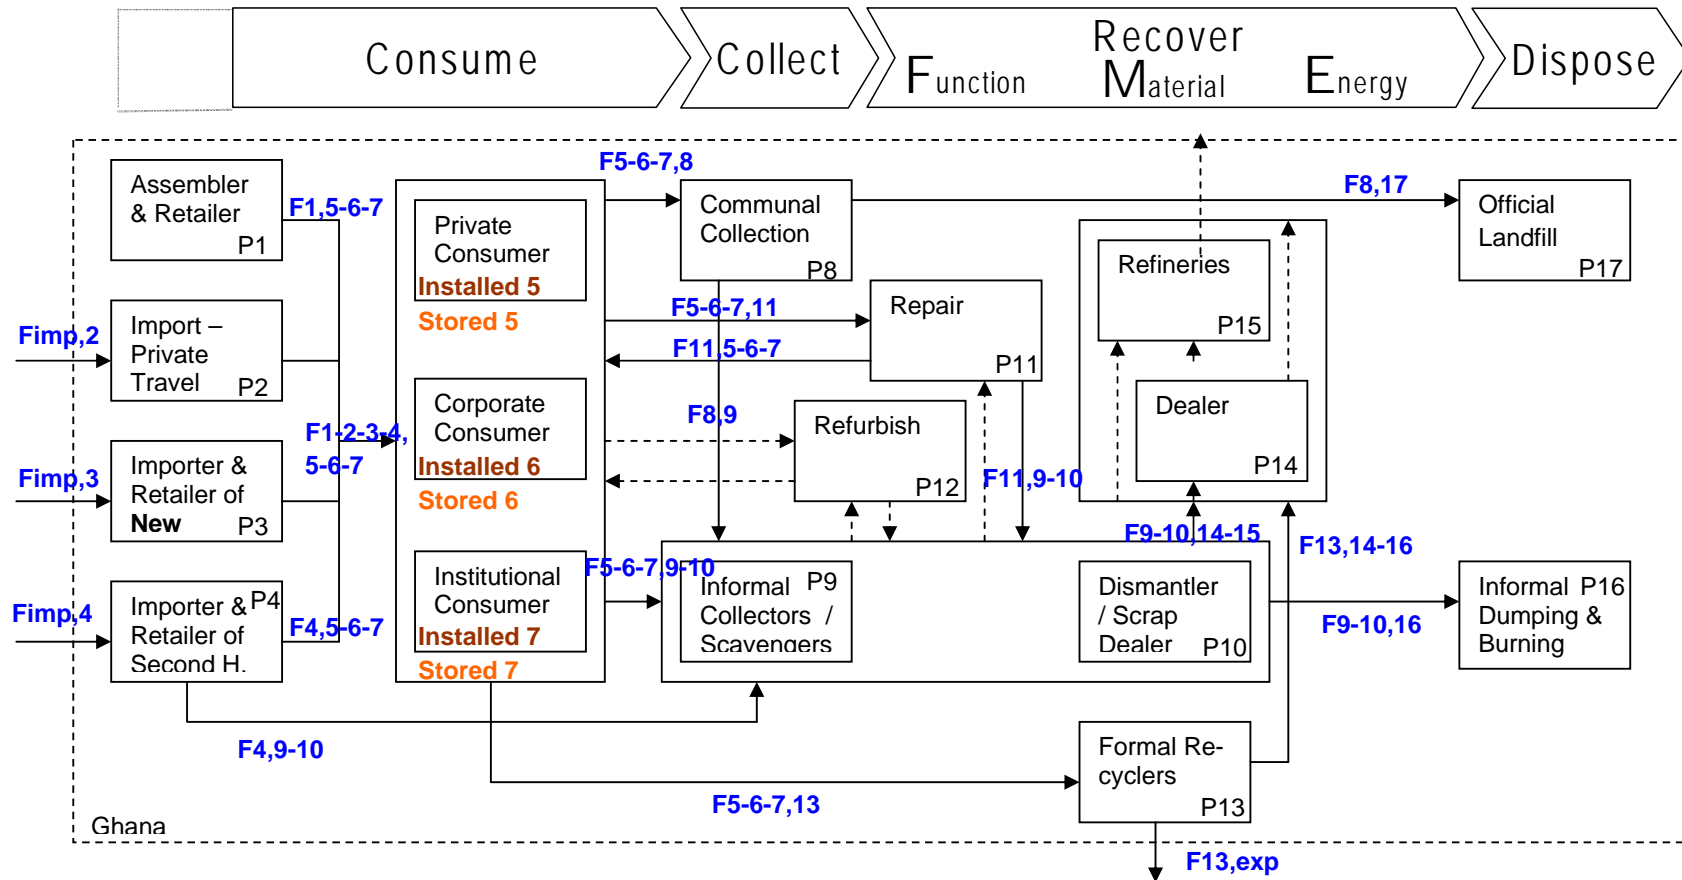 Consume
Collect
Recover
Function Material Energy
Dispose
Assembler
& Retailer
P1
F1,5-6-7
Fimp,2
Import –
Private
Travel
P2
Fimp,3
Importer &
Retailer of
New
P3
F1-2-3-4,
5-6-7
Fimp,4
Importer &
Retailer of
Second H.
P4
F4,5-6-7
F4,9-10
Private
Consumer
Installed 5
Stored 5
Corporate
Consumer
Installed 6
Stored 6
Institutional
Consumer
Installed 7
Stored 7
F5-6-7,8
Communal
Collection
P8
F5-6-7,11
F11,5-6-7
Repair
P11
F8,9
Refurbish
P12
F11,9-10
F5-6-7,9-10
Informal
Collectors /
Scavengers
P9
Dismantler
/ Scrap
Dealer
P10
F9-10,14-15
F13,14-16
Refineries
P15
Dealer
P14
F8,17
Official
Landfill
P17
F9-10,16
Informal
Dumping &
Burning
P16
F5-6-7,13
Formal Re-
cyclers
P13
F13,exp
Ghana